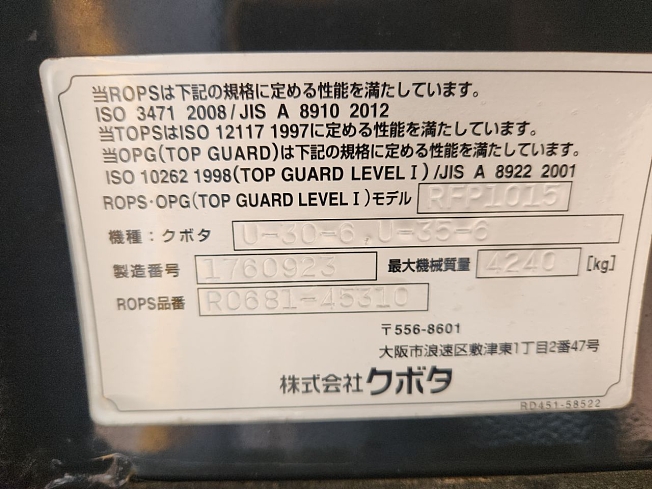 当ROPSは下記の規格に定める性能を満たしています。
ISO 3471 2008/JIS A 8910 2012
当TOPSはISO 12117 1997に定める性能を満たしています。
当OPG(TOP GUARD)は下記の規格に定める性能を満たしています。
ISO 10262 1998(TOP GUARD LEVEL I)/JIS A 8922 2001
ROPS・OPG(TOP GUARD LEVEL I)モデル RFP1015
機種：クボタ U-30-6,U-35-6
製造番号 1760923 最大機械質量 4240 [kg]
ROPS品番 RC681-45310
〒556-8601
大阪市浪速区敷津東1丁目2番47号
株式会社クボタ
RD451-58522